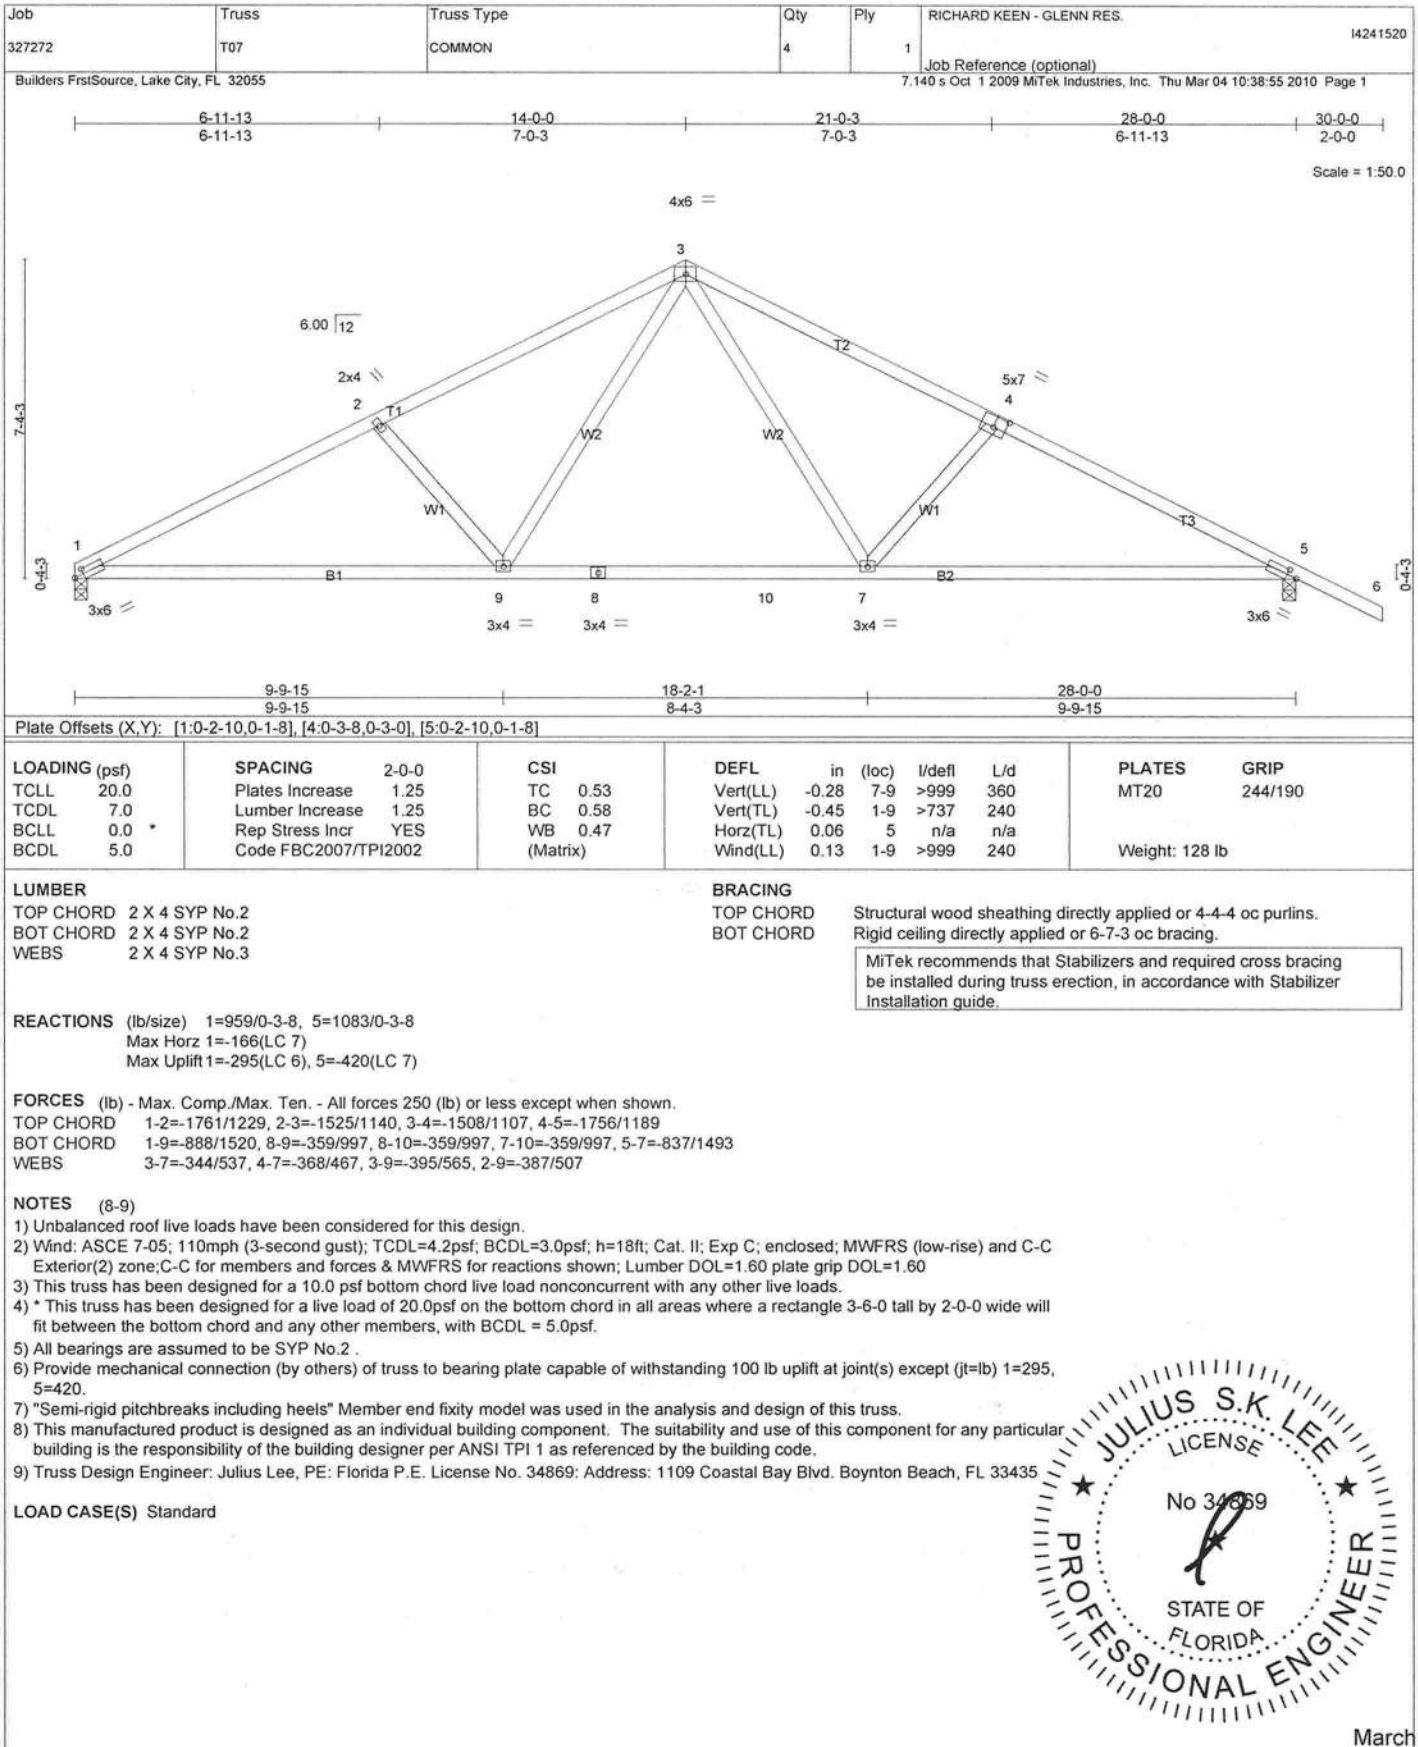 Job Truss Truss Type Qty Ply RICHARD KEEN - GLENN RES.
I4241520
327272 T07 COMMON 4 1
Job Reference (optional)
Builders FrstSource, Lake City, FL 32055 7.140 s Oct 1 2009 MiTek Industries, Inc. Thu Mar 04 10:38:55 2010 Page 1
6-11-13 14-0-0 21-0-3 28-0-0 30-0-0
6-11-13 7-0-3 7-0-3 6-11-13 2-0-0
Scale = 1:50.0
4x6 =
3
6.00 12
T2
2x4 \\
5x7 =
2 T1
4
7-4-3
W2 W2
W1 W1
T3
1
5
0-4-3
B1 B2
6
0-4-3
9 8 10 7
3x6 =
3x4 = 3x4 = 3x4 =
3x6 =
9-9-15 18-2-1 28-0-0
9-9-15 8-4-3 9-9-15
Plate Offsets (X,Y): [1:0-2-10,0-1-8], [4:0-3-8,0-3-0], [5:0-2-10,0-1-8]
LOADING (psf) SPACING 2-0-0 CSI DEFL in (loc) l/defl L/d PLATES GRIP
TCLL 20.0 Plates Increase 1.25 TC 0.53 Vert(LL) -0.28 7-9 >999 360 MT20 244/190
TCDL 7.0 Lumber Increase 1.25 BC 0.58 Vert(TL) -0.45 1-9 >737 240
BCLL 0.0 * Rep Stress Incr YES WB 0.47 Horz(TL) 0.06 5 n/a n/a
BCDL 5.0 Code FBC2007/TPI2002 (Matrix) Wind(LL) 0.13 1-9 >999 240 Weight: 128 lb
LUMBER BRACING
TOP CHORD 2 X 4 SYP No.2 TOP CHORD Structural wood sheathing directly applied or 4-4-4 oc purlins.
BOT CHORD 2 X 4 SYP No.2 BOT CHORD Rigid ceiling directly applied or 6-7-3 oc bracing.
WEBS 2 X 4 SYP No.3
MiTek recommends that Stabilizers and required cross bracing
be installed during truss erection, in accordance with Stabilizer
Installation guide.
REACTIONS (lb/size) 1=959/0-3-8, 5=1083/0-3-8
Max Horz 1=-166(LC 7)
Max Uplift 1=-295(LC 6), 5=-420(LC 7)
FORCES (lb) - Max. Comp./Max. Ten. - All forces 250 (lb) or less except when shown.
TOP CHORD 1-2=-1761/1229, 2-3=-1525/1140, 3-4=-1508/1107, 4-5=-1756/1189
BOT CHORD 1-9=-888/1520, 8-9=-359/997, 8-10=-359/997, 7-10=-359/997, 5-7=-837/1493
WEBS 3-7=-344/537, 4-7=-368/467, 3-9=-395/565, 2-9=-387/507
NOTES (8-9)
1) Unbalanced roof live loads have been considered for this design.
2) Wind: ASCE 7-05; 110mph (3-second gust); TCDL=4.2psf; BCDL=3.0psf; h=18ft; Cat. II; Exp C; enclosed; MWFRS (low-rise) and C-C
Exterior(2) zone;C-C for members and forces & MWFRS for reactions shown; Lumber DOL=1.60 plate grip DOL=1.60
3) This truss has been designed for a 10.0 psf bottom chord live load nonconcurrent with any other live loads.
4) * This truss has been designed for a live load of 20.0psf on the bottom chord in all areas where a rectangle 3-6-0 tall by 2-0-0 wide will
fit between the bottom chord and any other members, with BCDL = 5.0psf.
5) All bearings are assumed to be SYP No.2 .
6) Provide mechanical connection (by others) of truss to bearing plate capable of withstanding 100 lb uplift at joint(s) except (jt=lb) 1=295,
5=420.
7) "Semi-rigid pitchbreaks including heels" Member end fixity model was used in the analysis and design of this truss.
8) This manufactured product is designed as an individual building component. The suitability and use of this component for any particular
building is the responsibility of the building designer per ANSI TPI 1 as referenced by the building code.
9) Truss Design Engineer: Julius Lee, PE: Florida P.E. License No. 34869: Address: 1109 Coastal Bay Blvd. Boynton Beach, FL 33435
LOAD CASE(S) Standard
JULIUS S.K. LEE
LICENSE
No 34869
STATE OF
FLORIDA
PROFESSIONAL ENGINEER
March